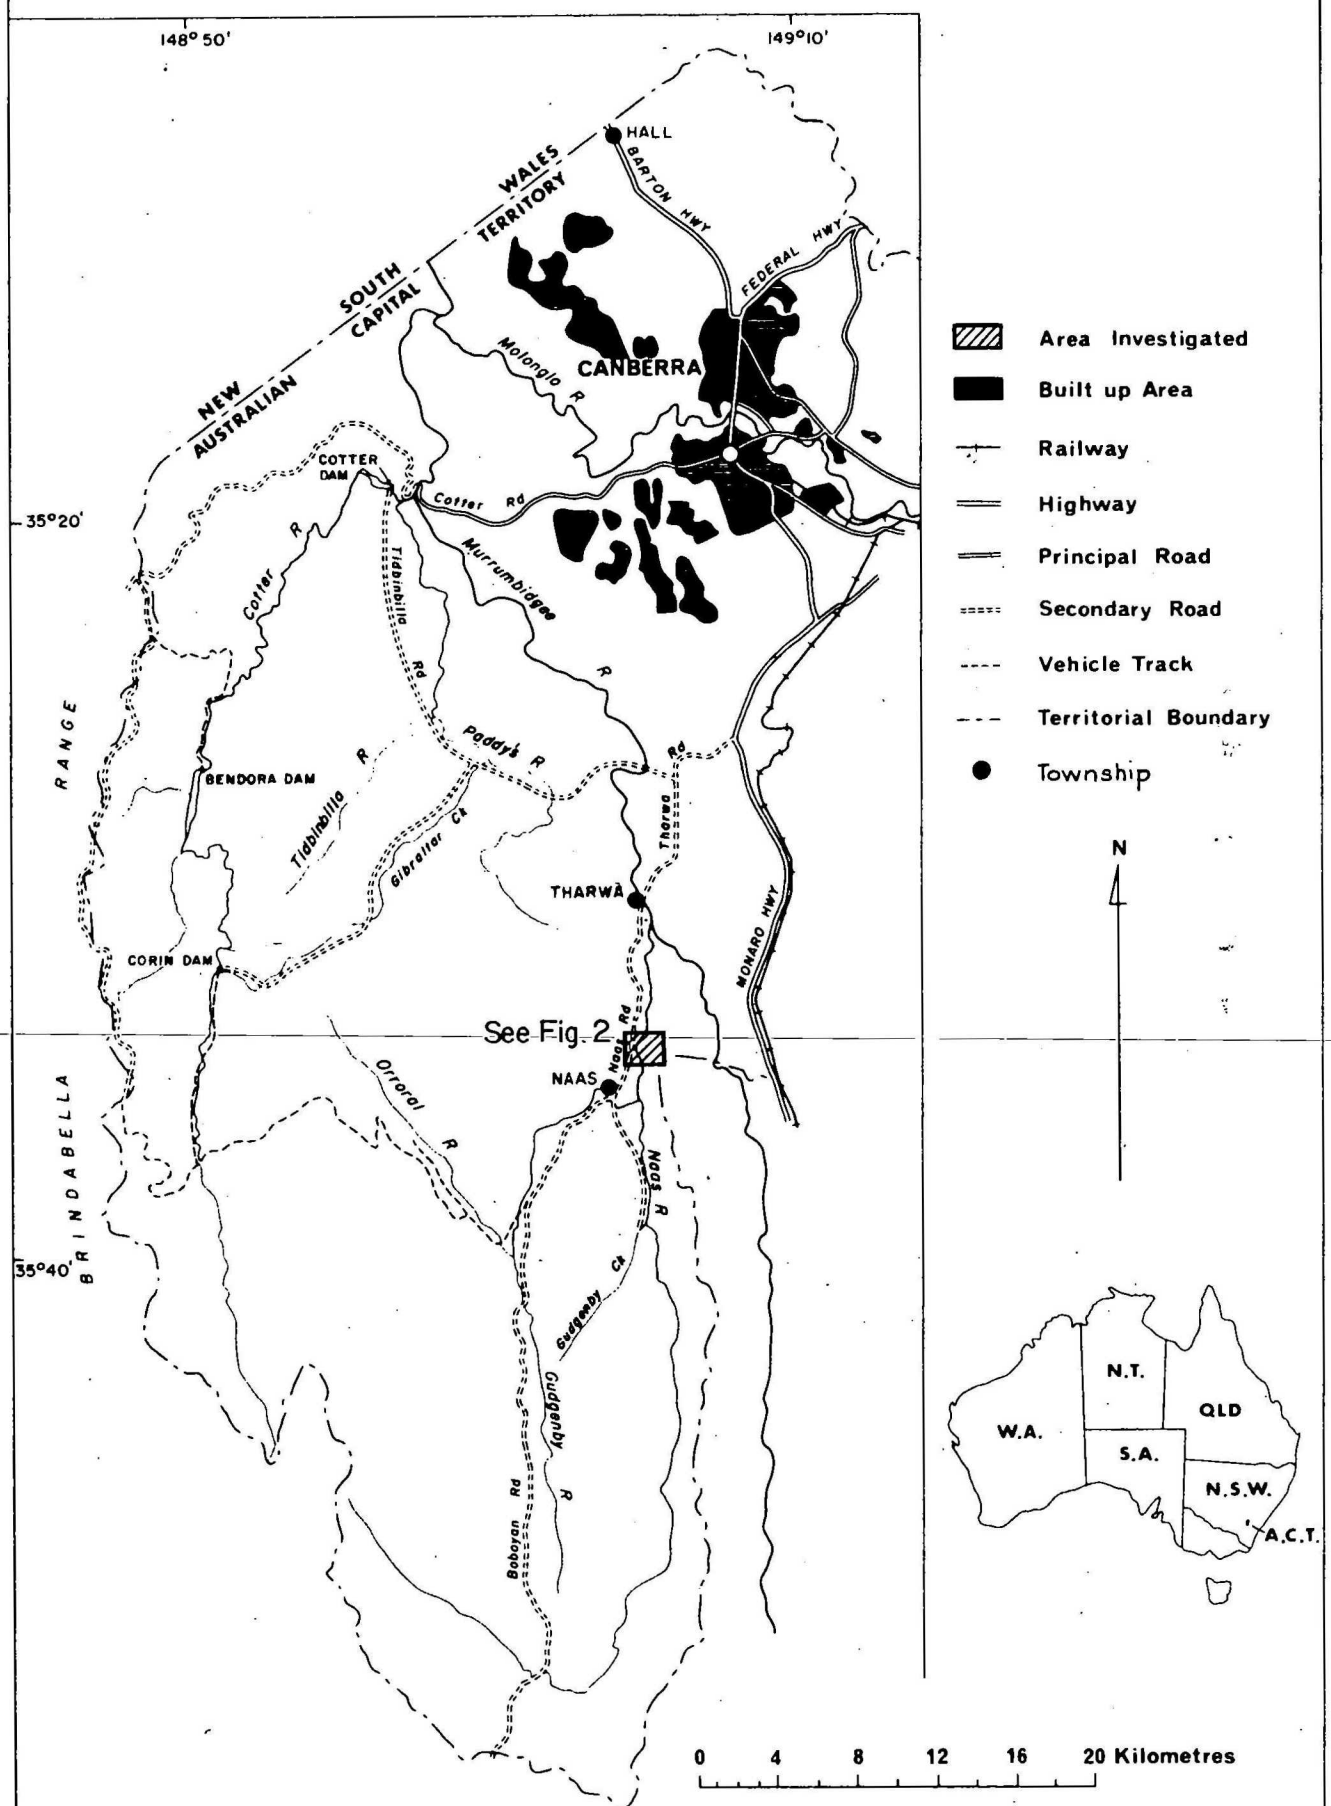 148°50'
149°10'
HALL
BARTON HWY
FEDERAL HWY
NEW SOUTH WALES
AUSTRALIAN CAPITAL TERRITORY
Molonglo R
CANBERRA
COTTER
DAM
Cotter Rd
35°20'
Cotter R
Tidbinbilla Rd
Murrumbidgee R
Paddy's R
Tharwa Rd
BENDORA DAM
Tidbinbilla R
Gibraltar Ck
THARWA
MONARO HWY
CORIN DAM
See Fig. 2
Naas Rd
NAAS
Orroral R
Naas R
BRINDABELLA RANGE
35°40'
Gudgenby Ck
Gudgenby R
Boboyan Rd
Area Investigated
Built up Area
Railway
Highway
Principal Road
Secondary Road
Vehicle Track
Territorial Boundary
Township
N
W.A.
N.T.
QLD
S.A.
N.S.W.
A.C.T.
0 4 8 12 16 20 Kilometres